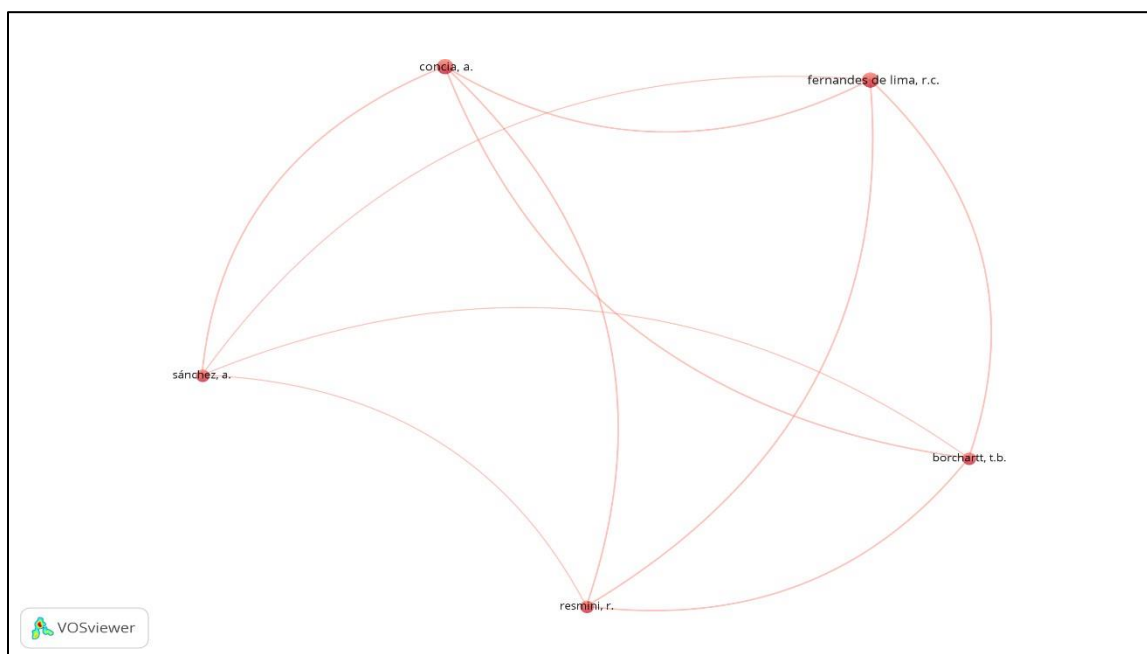 concia, a.
fernandes de lima, r.c.
sánchez, a.
borchartt, t.b.
resmini, r.
VOSviewer